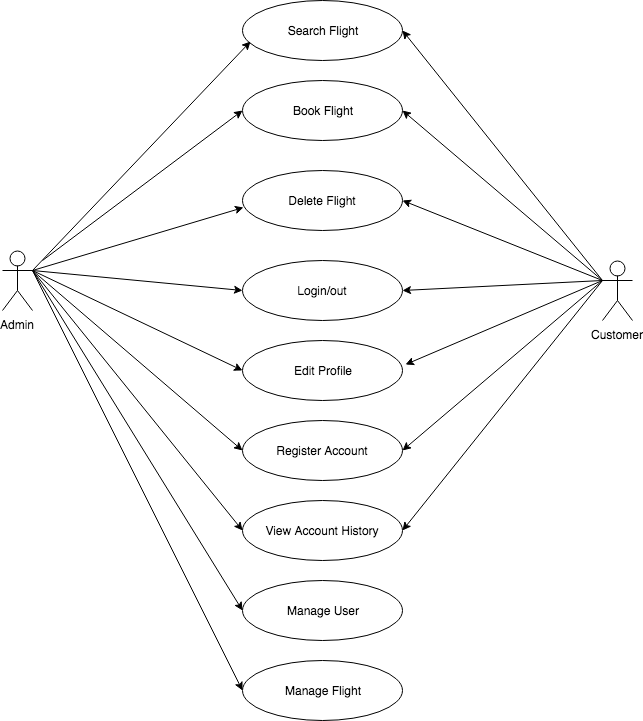 Search Flight
Book Flight
Delete Flight
Login/out
Admin
Customer
Edit Profile
Register Account
View Account History
Manage User
Manage Flight